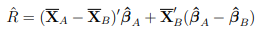 R̂ = (X̄_A − X̄_B)′β̂_A + X̄′_B(β̂_A − β̂_B)